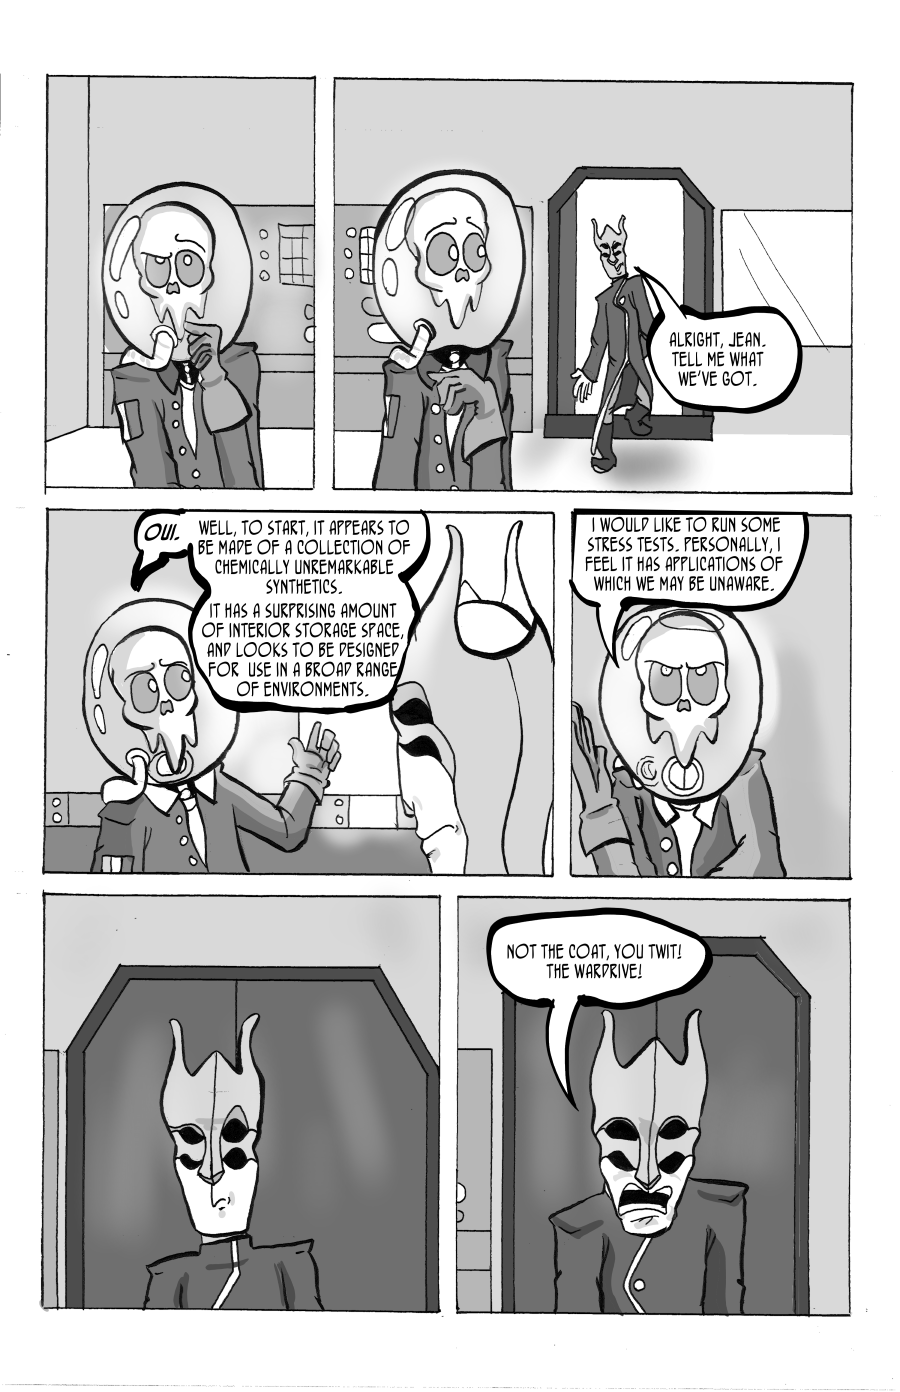 ALRIGHT, JEAN.
TELL ME WHAT
WE'VE GOT.
OUI.
WELL, TO START, IT APPEARS TO
BE MADE OF A COLLECTION OF
CHEMICALLY UNREMARKABLE
SYNTHETICS.
IT HAS A SURPRISING AMOUNT
OF INTERIOR STORAGE SPACE,
AND LOOKS TO BE DESIGNED
FOR USE IN A BROAD RANGE
OF ENVIRONMENTS.
I WOULD LIKE TO RUN SOME
STRESS TESTS. PERSONALLY, I
FEEL IT HAS APPLICATIONS OF
WHICH WE MAY BE UNAWARE.
NOT THE COAT, YOU TWIT!
THE WARDRIVE!